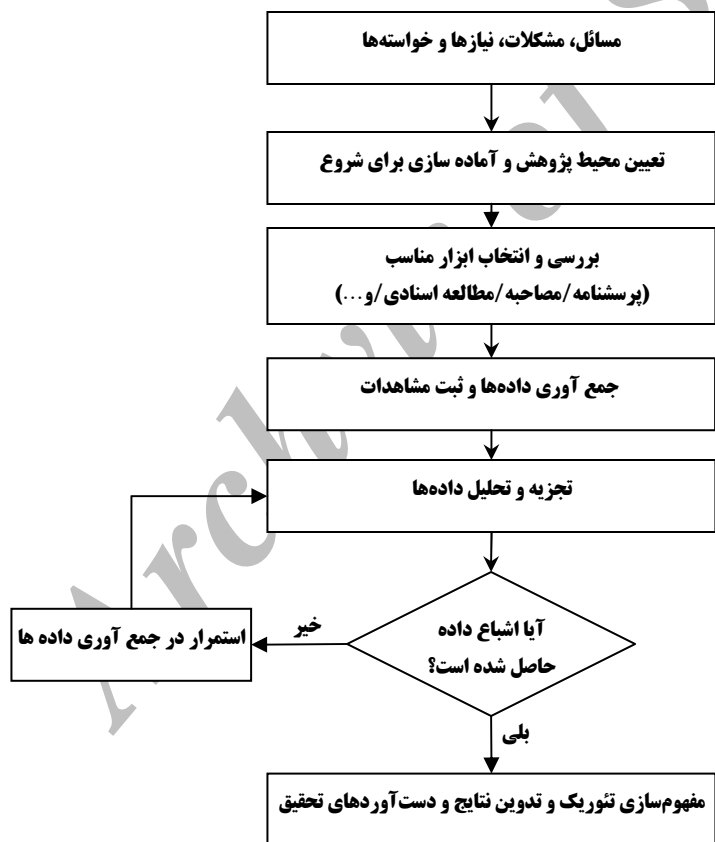 مسائل، مشکلات، نیازها و خواسته‌ها
تعیین محیط پژوهش و آماده سازی برای شروع
بررسی و انتخاب ابزار مناسب
(پرسشنامه/مصاحبه/مطالعه اسنادی/و...)
جمع آوری داده‌ها و ثبت مشاهدات
تجزیه و تحلیل داده‌ها
آیا اشباع داده
حاصل شده است؟
خیر
استمرار در جمع آوری داده ها
بلی
مفهوم‌سازی تئوریک و تدوین نتایج و دست‌آوردهای تحقیق